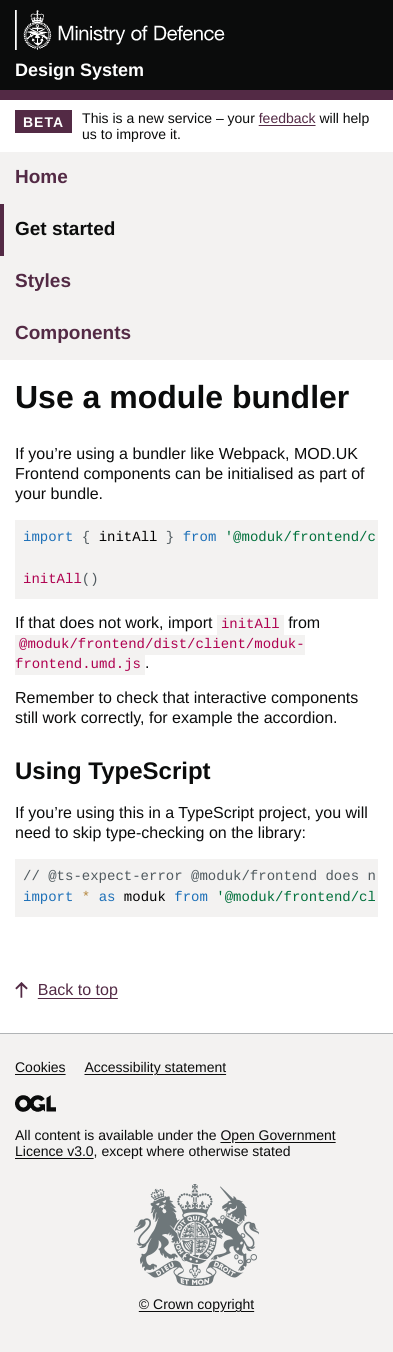 Ministry of Defence
Design System
BETA
This is a new service – your feedback will help
us to improve it.
Home
Get started
Styles
Components
Use a module bundler
If you’re using a bundler like Webpack, MOD.UK
Frontend components can be initialised as part of
your bundle.
import { initAll } from '@moduk/frontend/c
initAll()
If that does not work, import initAll from
@moduk/frontend/dist/client/moduk-
frontend.umd.js.
Remember to check that interactive components
still work correctly, for example the accordion.
Using TypeScript
If you’re using this in a TypeScript project, you will
need to skip type-checking on the library:
// @ts-expect-error @moduk/frontend does n
import * as moduk from '@moduk/frontend/cl
Back to top
Cookies Accessibility statement
OGL
All content is available under the Open Government
Licence v3.0, except where otherwise stated
DIEU ET MON DROIT
© Crown copyright